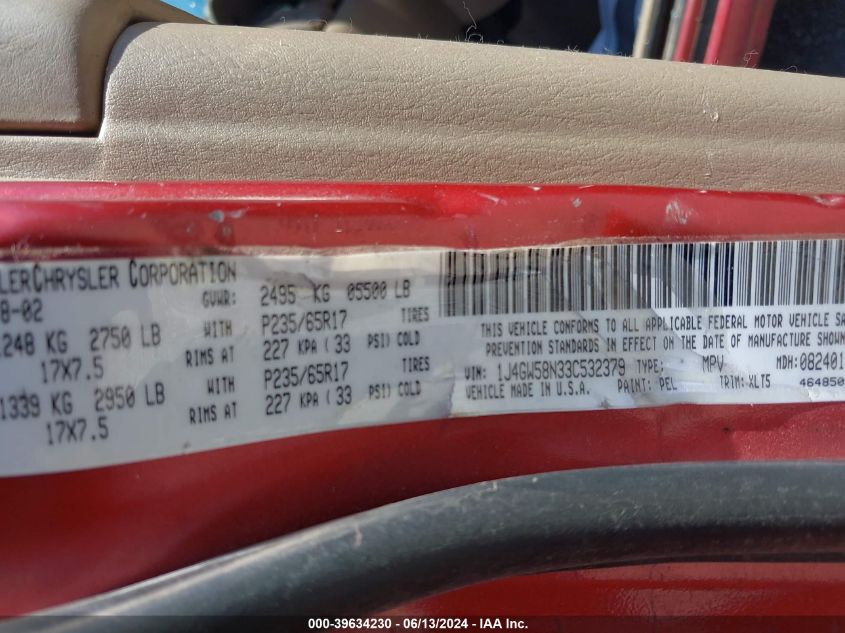 LERCHRYSLER CORPORATION
8-02
GVWR: 2495 KG 05500 LB
1248 KG 2750 LB WITH P235/65R17 TIRES
17X7.5 RIMS AT 227 KPA (33 PSI) COLD
1339 KG 2950 LB WITH P235/65R17 TIRES
17X7.5 RIMS AT 227 KPA (33 PSI) COLD
THIS VEHICLE CONFORMS TO ALL APPLICABLE FEDERAL MOTOR VEHICLE SA
PREVENTION STANDARDS IN EFFECT ON THE DATE OF MANUFACTURE SHOWN
VIN: 1J4GW58N33C532379 TYPE: MPV MDH: 082401
VEHICLE MADE IN U.S.A. PAINT: PEL TRIM: XLT5
464850
000-39634230 - 06/13/2024 - IAA Inc.